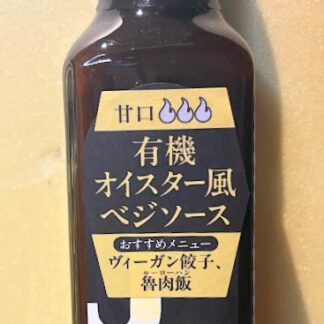 甘口
有機
オイスター風
ベジソース
おすすめメニュー
ヴィーガン餃子、
ルーローハン
魯肉飯